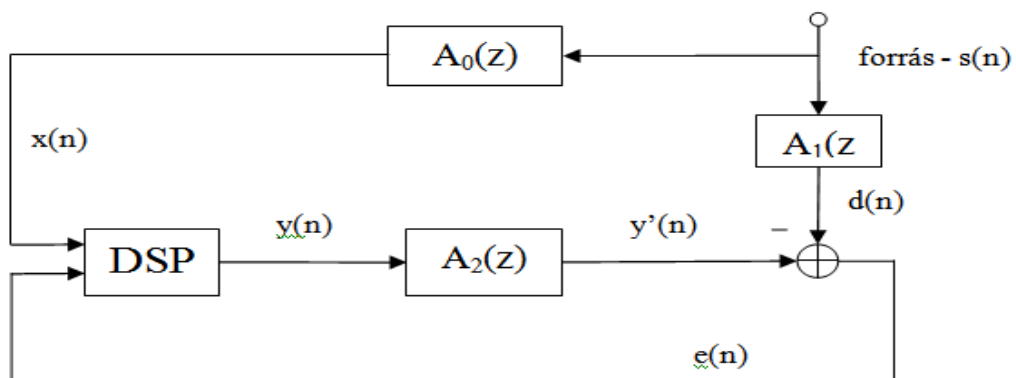 A₀(z)
forrás - s(n)
x(n)
A₁(z
d(n)
y(n)
y’(n)
–
DSP
A₂(z)
e(n)